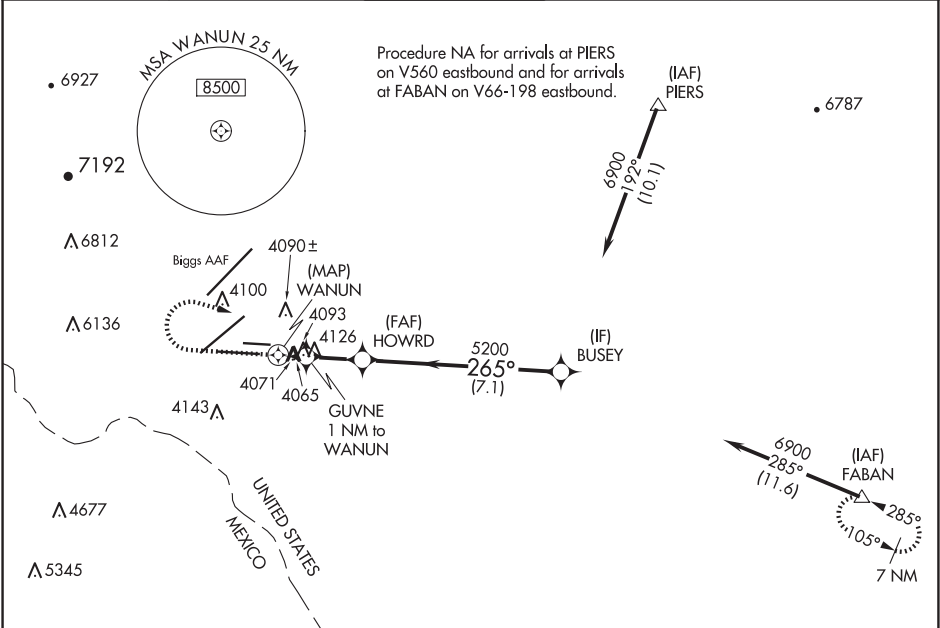 MSA WANUN 25 NM
8500
Procedure NA for arrivals at PIERS
on V560 eastbound and for arrivals
at FABAN on V66-198 eastbound.
(IAF)
PIERS
6927
6787
7192
6900
192°
(10.1)
6812
4090±
Biggs AAF
(MAP)
WANUN
4100
4093
6136
4126
(FAF)
HOWRD
5200
265°
(7.1)
(IF)
BUSEY
4071
4065
4143
GUVNE
1 NM to
WANUN
6900
285°
(11.6)
(IAF)
FABAN
285°
105°
7 NM
4677
UNITED STATES
MEXICO
5345